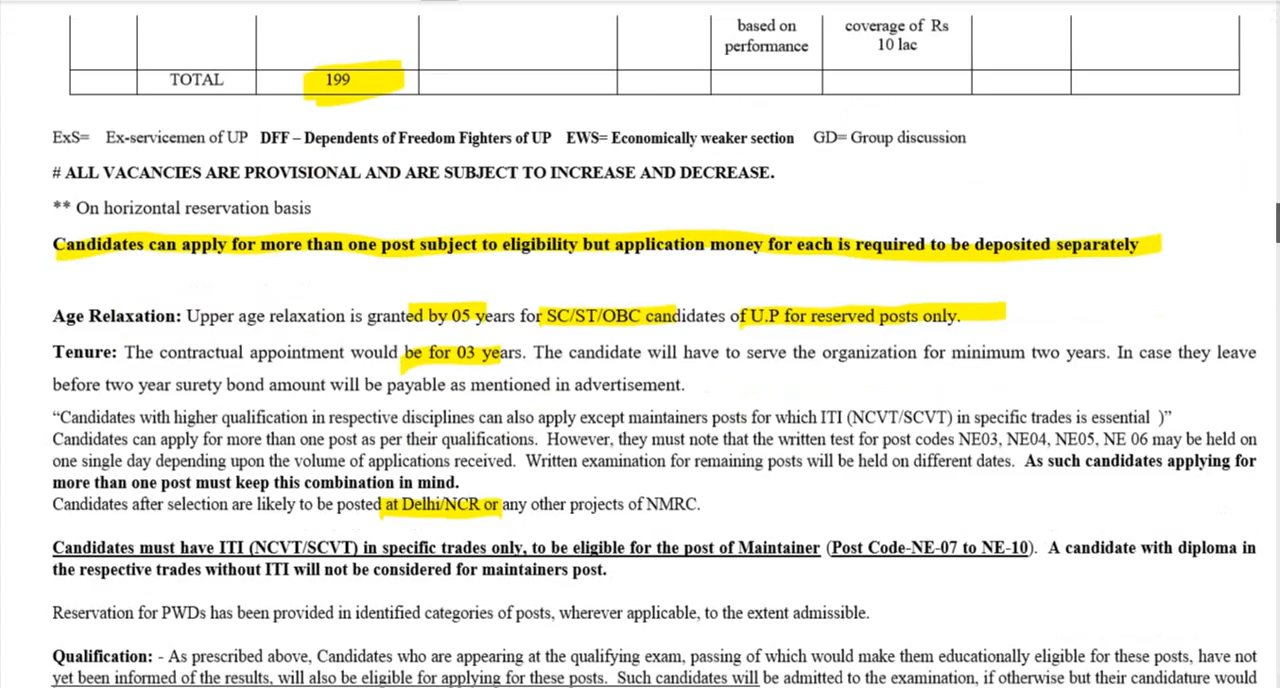 based on
performance
coverage of Rs
10 lac
TOTAL 199
ExS= Ex-servicemen of UP DFF – Dependents of Freedom Fighters of UP EWS= Economically weaker section GD= Group discussion
# ALL VACANCIES ARE PROVISIONAL AND ARE SUBJECT TO INCREASE AND DECREASE.
** On horizontal reservation basis
Candidates can apply for more than one post subject to eligibility but application money for each is required to be deposited separately
Age Relaxation: Upper age relaxation is granted by 05 years for SC/ST/OBC candidates of U.P for reserved posts only.
Tenure: The contractual appointment would be for 03 years. The candidate will have to serve the organization for minimum two years. In case they leave
before two year surety bond amount will be payable as mentioned in advertisement.
“Candidates with higher qualification in respective disciplines can also apply except maintainers posts for which ITI (NCVT/SCVT) in specific trades is essential )”
Candidates can apply for more than one post as per their qualifications. However, they must note that the written test for post codes NE03, NE04, NE05, NE 06 may be held on
one single day depending upon the volume of applications received. Written examination for remaining posts will be held on different dates. As such candidates applying for
more than one post must keep this combination in mind.
Candidates after selection are likely to be posted at Delhi/NCR or any other projects of NMRC.
Candidates must have ITI (NCVT/SCVT) in specific trades only, to be eligible for the post of Maintainer (Post Code-NE-07 to NE-10). A candidate with diploma in
the respective trades without ITI will not be considered for maintainers post.
Reservation for PWDs has been provided in identified categories of posts, wherever applicable, to the extent admissible.
Qualification: - As prescribed above, Candidates who are appearing at the qualifying exam, passing of which would make them educationally eligible for these posts, have not
yet been informed of the results, will also be eligible for applying for these posts. Such candidates will be admitted to the examination, if otherwise but their candidature would